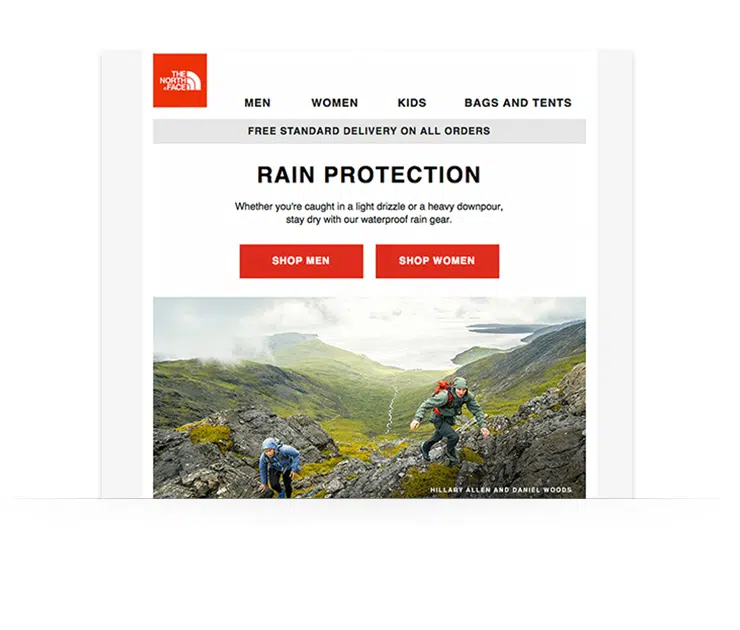 THE
NORTH
FACE
MEN WOMEN KIDS BAGS AND TENTS
FREE STANDARD DELIVERY ON ALL ORDERS
RAIN PROTECTION
Whether you're caught in a light drizzle or a heavy downpour,
stay dry with our waterproof rain gear.
SHOP MEN SHOP WOMEN
HILLARY ALLEN AND DANIEL WOODS